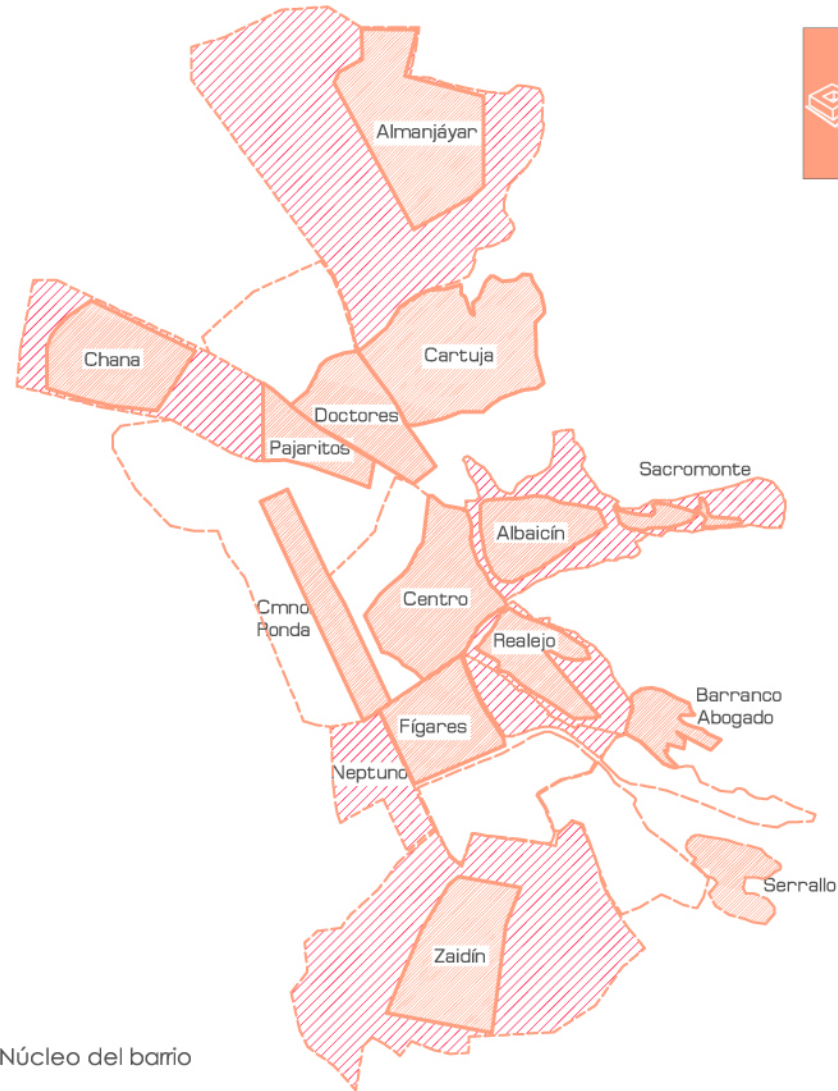 Almanjáyar
Chana
Cartuja
Doctores
Pajaritos
Sacromonte
Albaicín
Centro
Cmno
Ronda
Realejo
Barranco
Abogado
Fígares
Neptuno
Serrallo
Zaidín
Núcleo del barrio